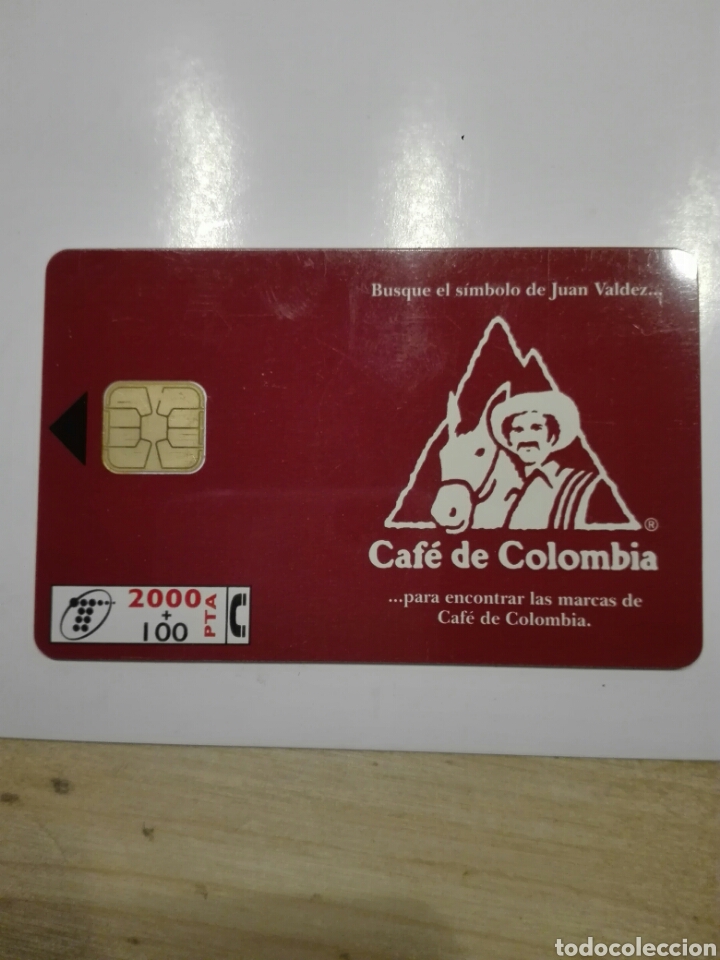 Busque el símbolo de Juan Valdez...
®
Café de Colombia
...para encontrar las marcas de
Café de Colombia.
2000
+
100
PTA
todocoleccion